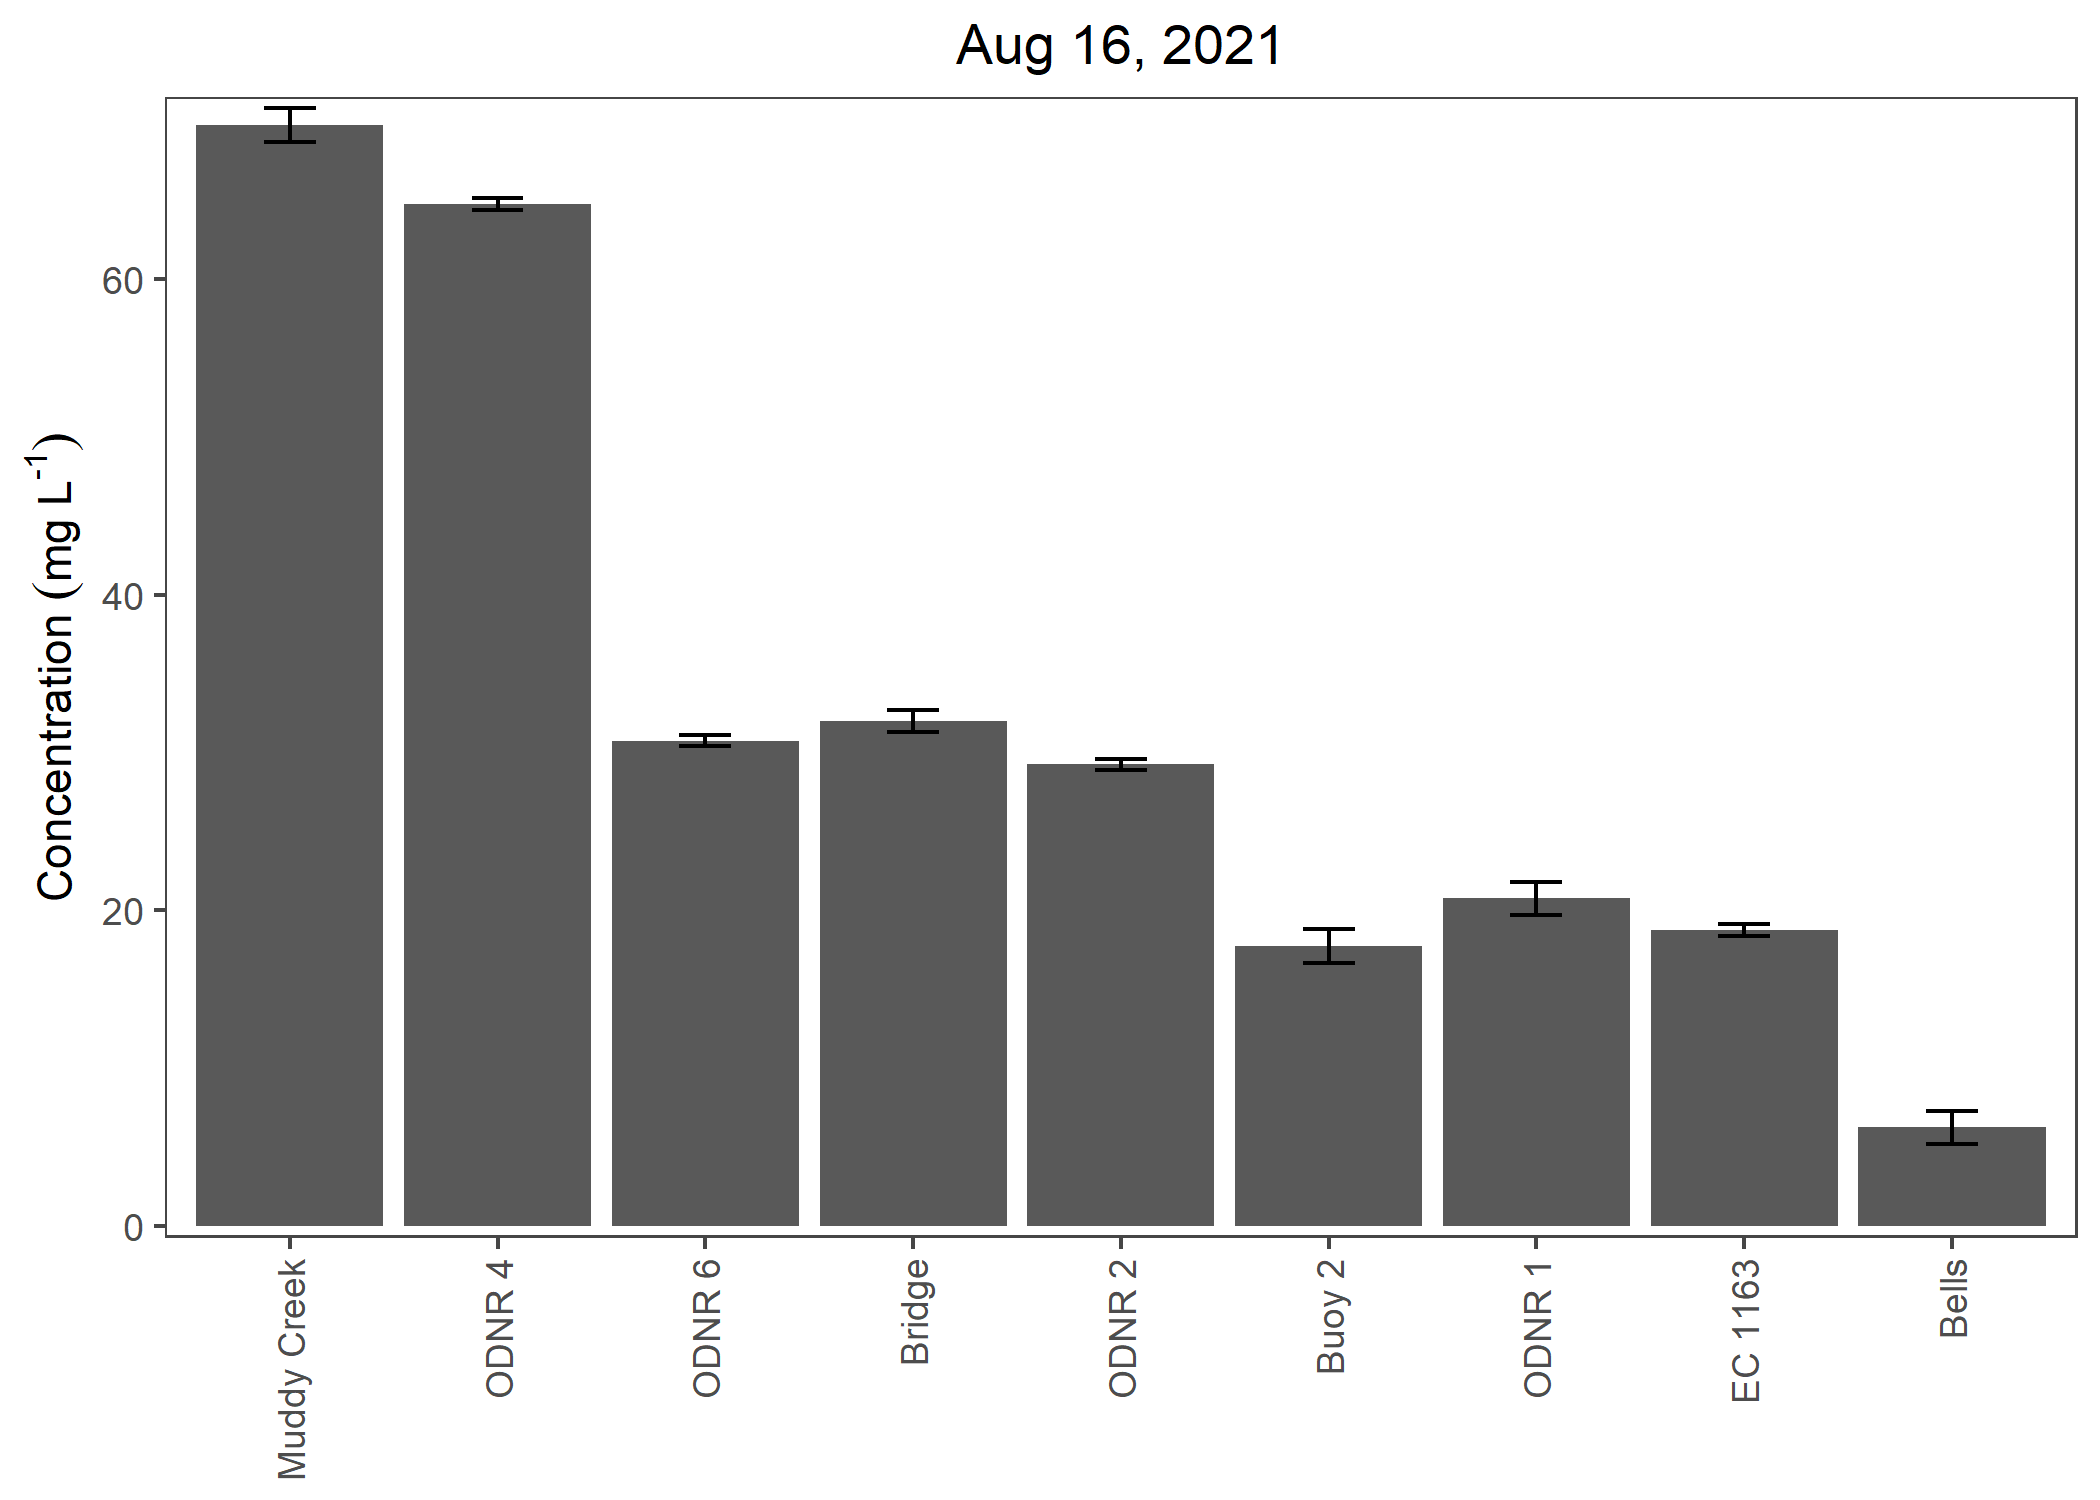 Aug 16, 2021
Concentration (mg L⁻¹)
60
40
20
0
Muddy Creek
ODNR 4
ODNR 6
Bridge
ODNR 2
Buoy 2
ODNR 1
EC 1163
Bells